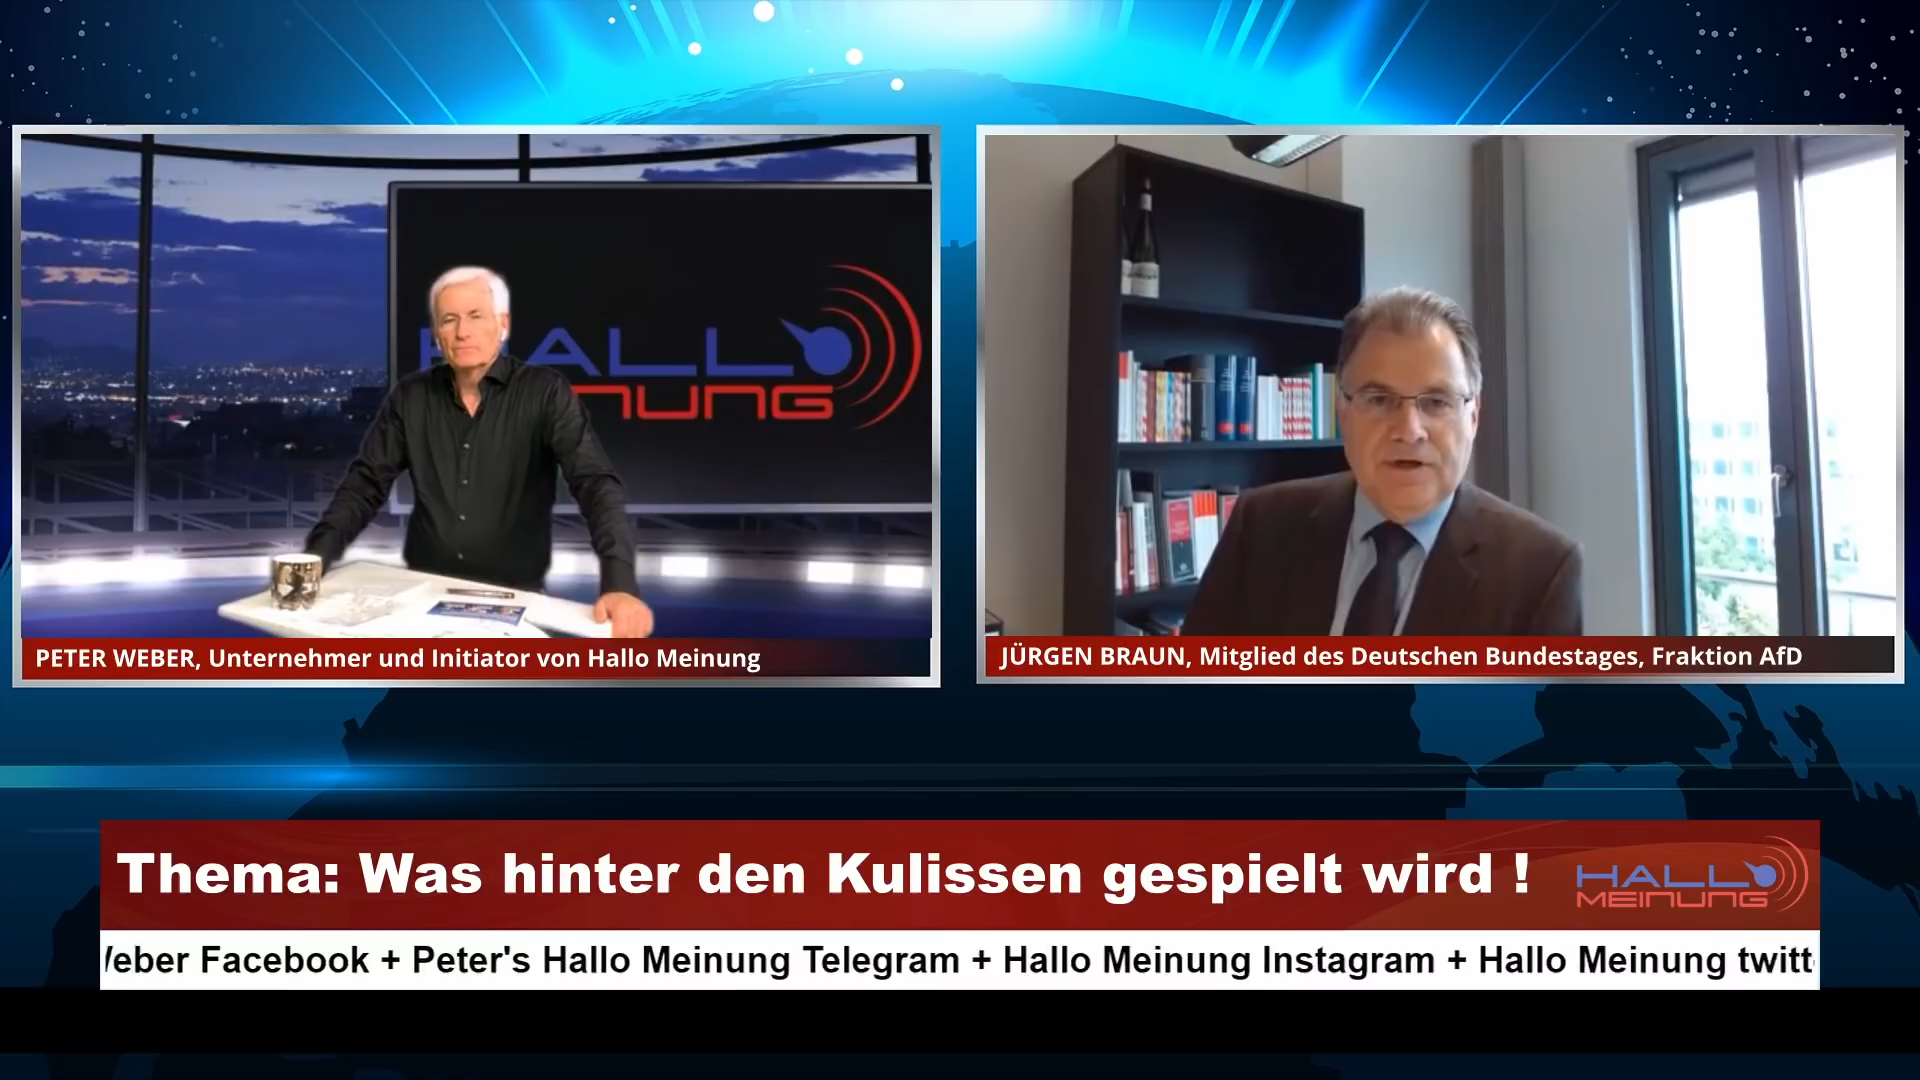 HALLO
MEINUNG
PETER WEBER, Unternehmer und Initiator von Hallo Meinung
JÜRGEN BRAUN, Mitglied des Deutschen Bundestages, Fraktion AfD
Thema: Was hinter den Kulissen gespielt wird !
HALLO
MEINUNG
eber Facebook + Peter's Hallo Meinung Telegram + Hallo Meinung Instagram + Hallo Meinung twitt